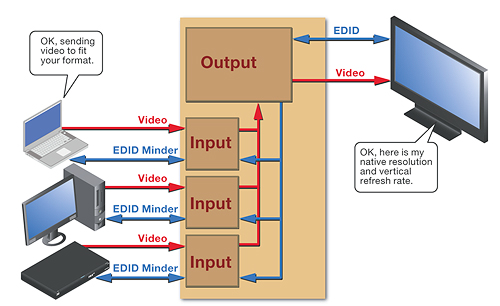 OK, sending
video to fit
your format.
EDID
Output
Video
Video
Input
EDID Minder
OK, here is my
native resolution
and vertical
refresh rate.
Video
Input
EDID Minder
Video
Input
EDID Minder